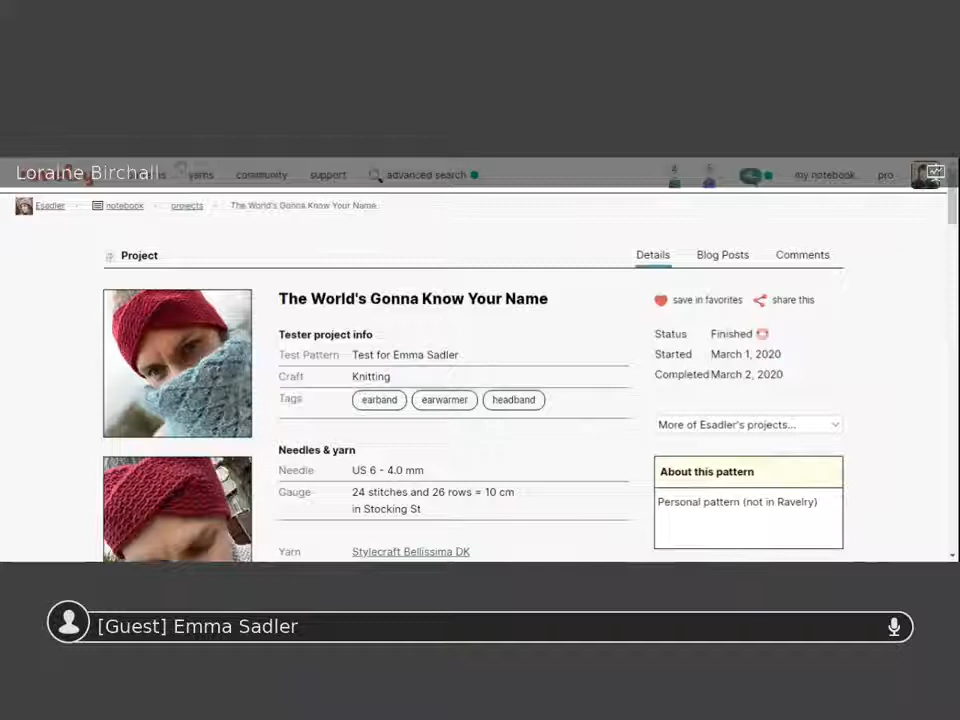 Loraine Birchall
yarns community support advanced search my notebook pro
Esadler notebook projects The World's Gonna Know Your Name
Project
Details Blog Posts Comments
The World's Gonna Know Your Name
save in favorites share this
Tester project info
Test Pattern Test for Emma Sadler
Craft Knitting
Tags earband earwarmer headband
Status Finished
Started March 1, 2020
Completed March 2, 2020
More of Esadler's projects...
Needles & yarn
Needle US 6 - 4.0 mm
Gauge 24 stitches and 26 rows = 10 cm
in Stocking St
Yarn Stylecraft Bellissima DK
About this pattern
Personal pattern (not in Ravelry)
[Guest] Emma Sadler